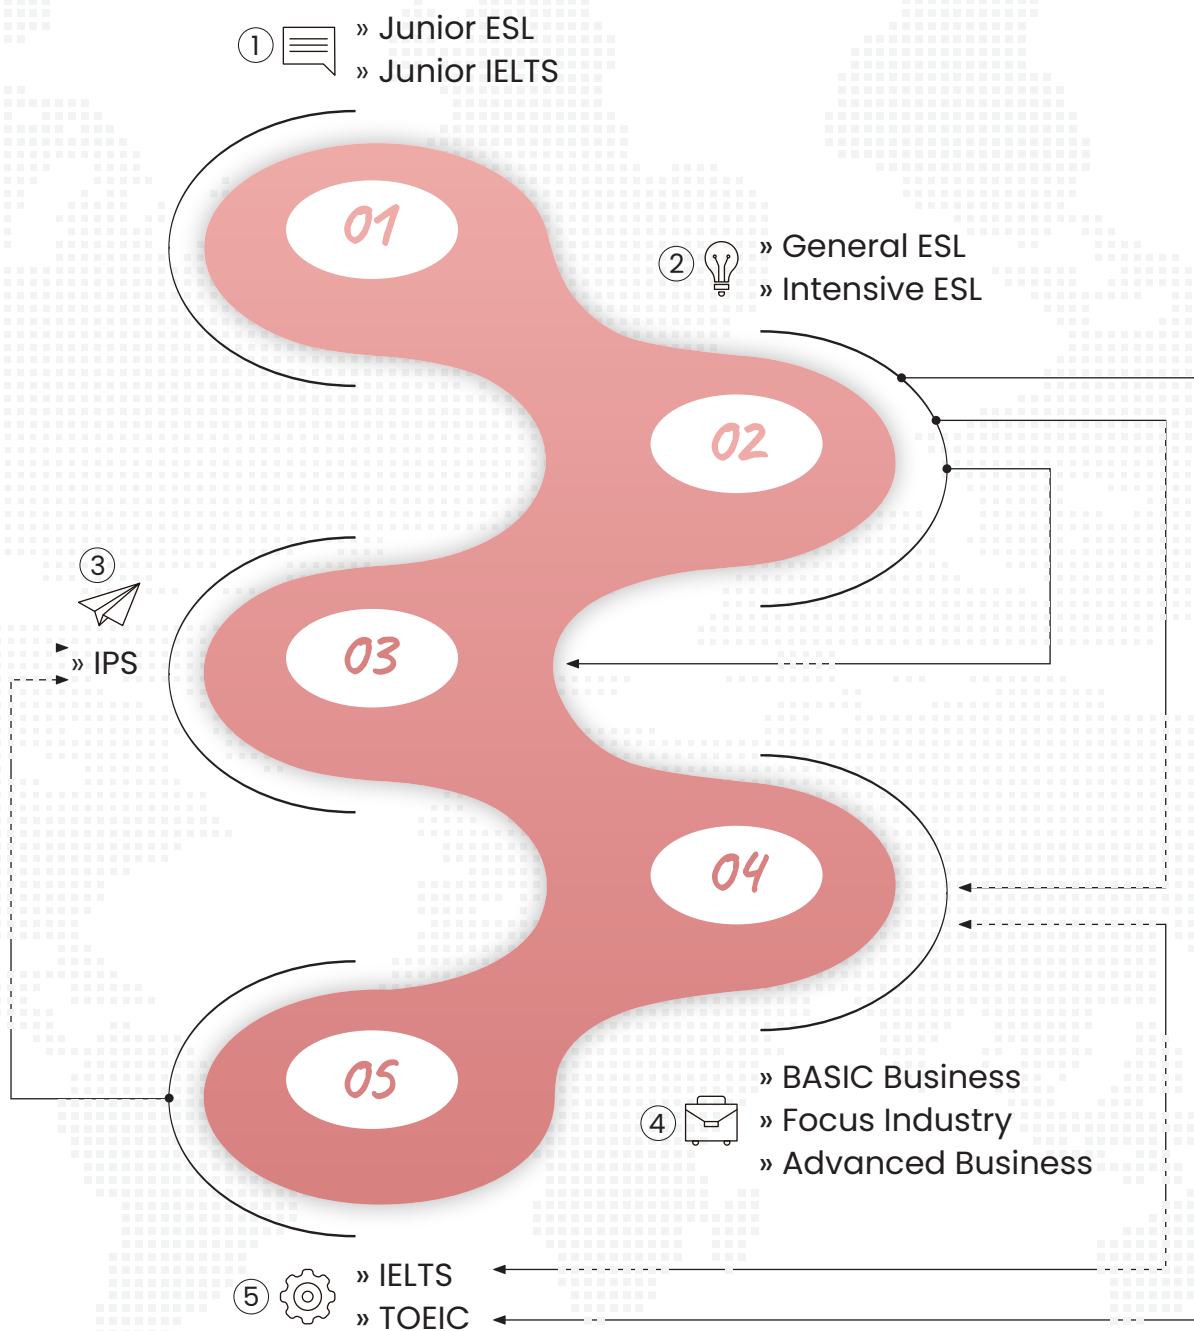 1
» Junior ESL
» Junior IELTS
01
2
» General ESL
» Intensive ESL
02
3
» IPS
03
04
05
4
» BASIC Business
» Focus Industry
» Advanced Business
5
» IELTS
» TOEIC